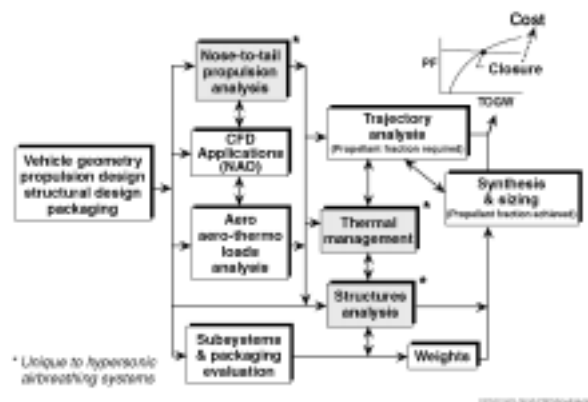 Cost
PF
Closure
TOGW
*
Nose-to-tail
propulsion
analysis
CFD
Applications
(NAO)
Aero
aero-thermo
loads
analysis
Vehicle geometry
propulsion design
structural design
packaging
Trajectory
analysis
(Propellant fraction required)
Synthesis
& sizing
(Propellant fraction achieved)
*
Thermal
management
*
Structures
analysis
Subsystems
& packaging
evaluation
Weights
* Unique to hypersonic
airbreathing systems